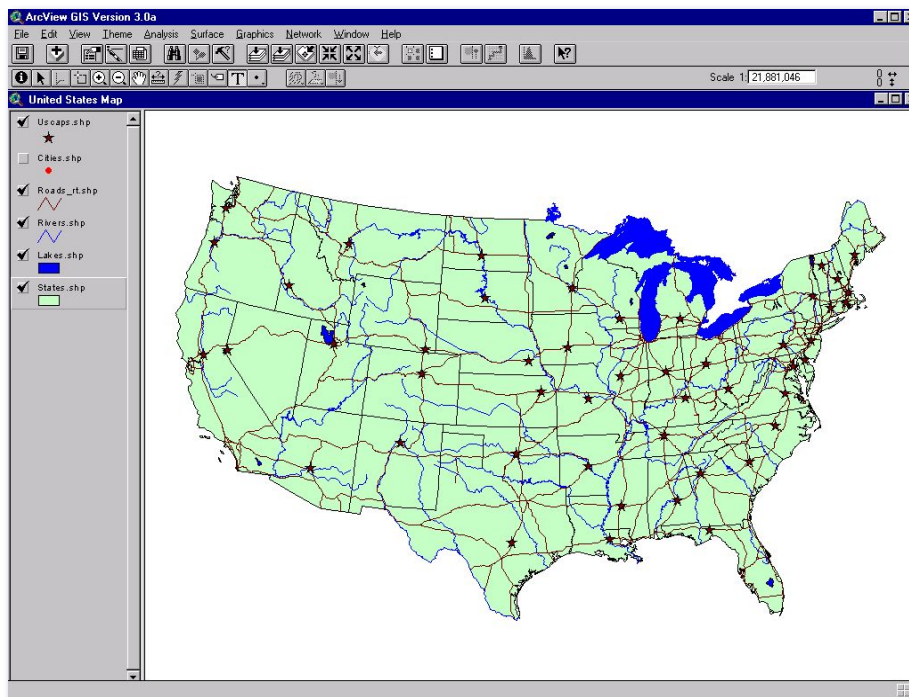 ArcView GIS Version 3.0a
File Edit View Theme Analysis Surface Graphics Network Window Help
Scale 1: 21,881,046
United States Map
Uscaps.shp
Cities.shp
Roads_rt.shp
Rivers.shp
Lakes.shp
States.shp